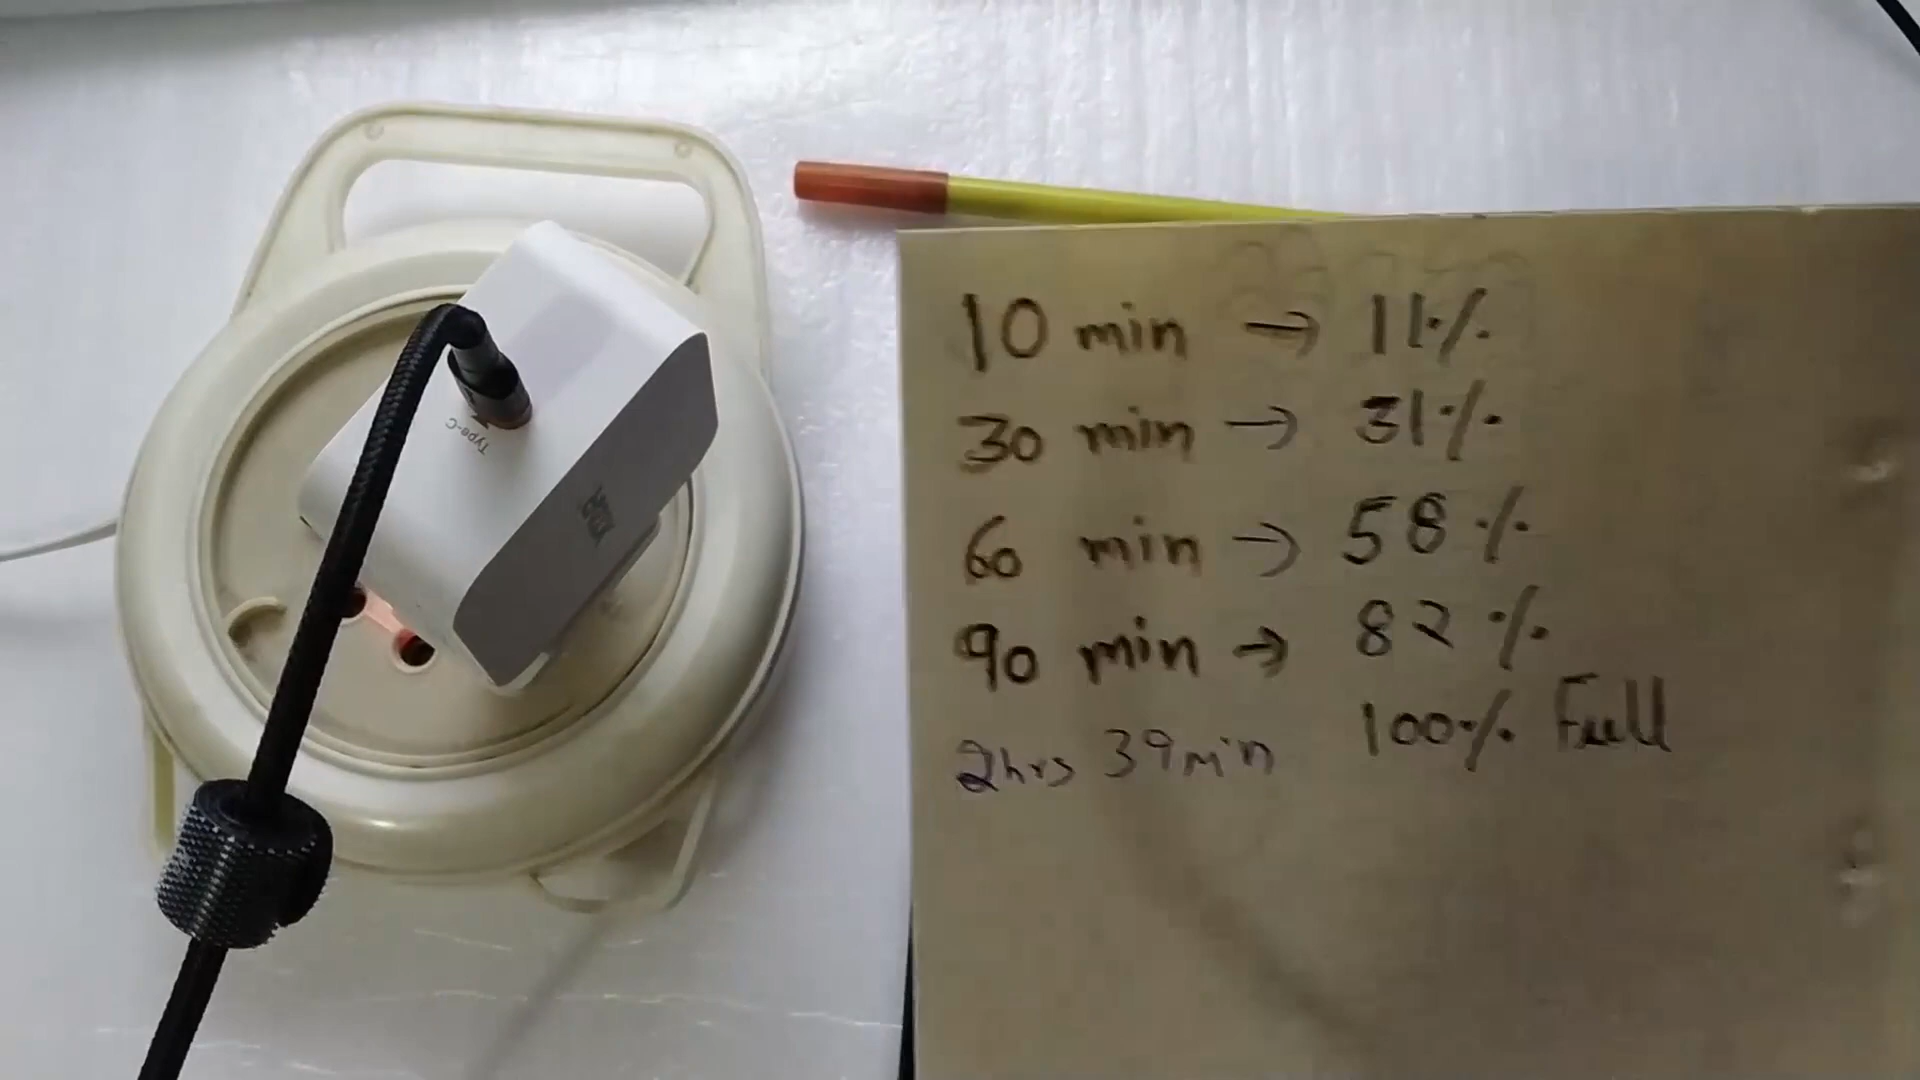 Type-C
10 min → 11%
30 min → 31%
60 min → 58%
90 min → 82%
2hrs 39min 100% Full